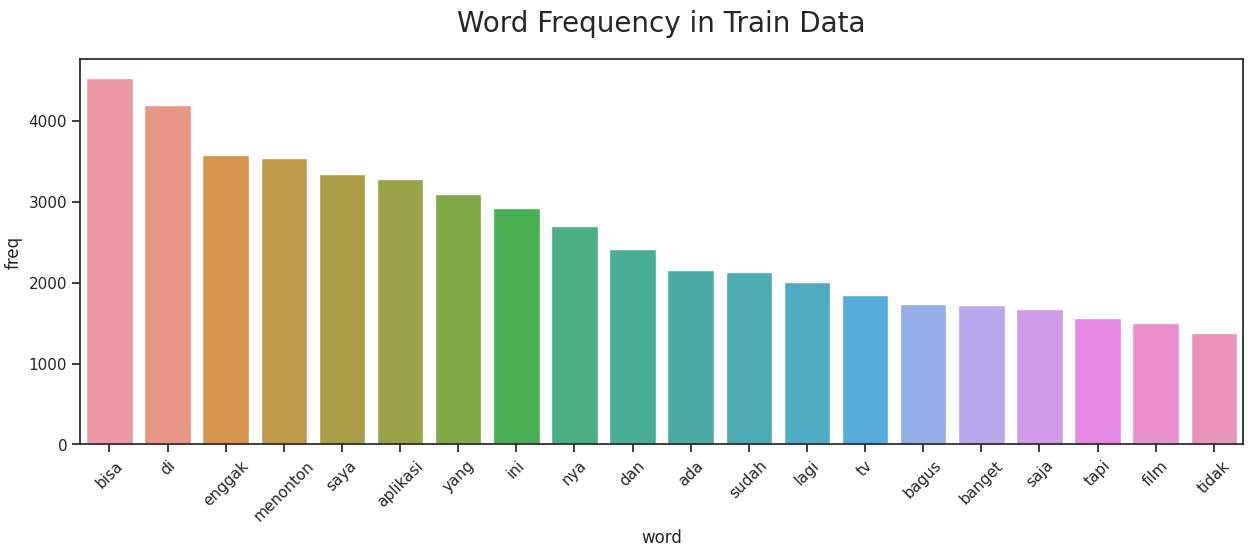 Word Frequency in Train Data
freq
4000
3000
2000
1000
0
bisa di enggak menonton saya aplikasi yang ini nya dan ada sudah lagi tv bagus banget saja tapi film tidak
word